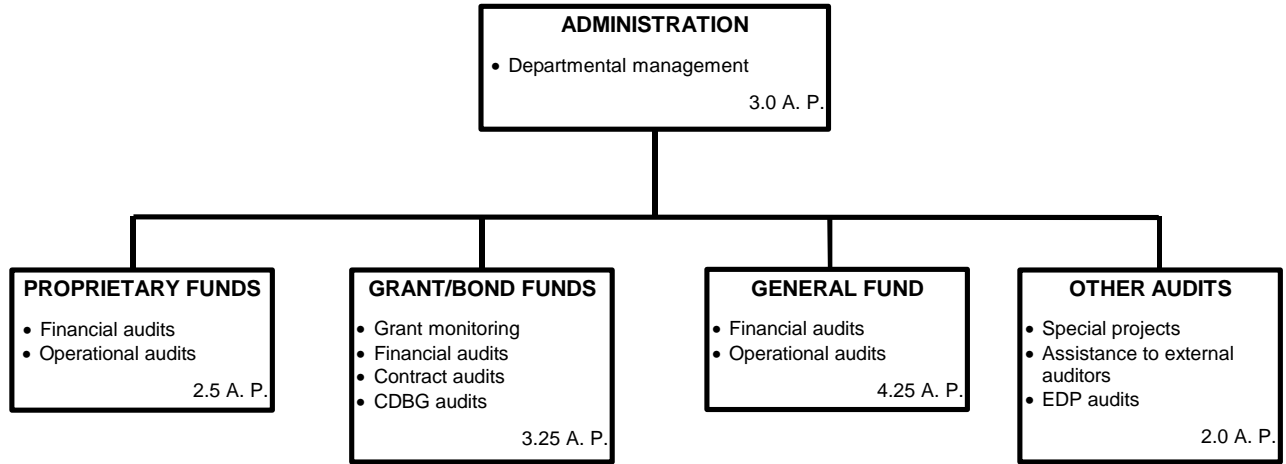 ADMINISTRATION
• Departmental management
3.0 A. P.
PROPRIETARY FUNDS
• Financial audits
• Operational audits
2.5 A. P.
GRANT/BOND FUNDS
• Grant monitoring
• Financial audits
• Contract audits
• CDBG audits
3.25 A. P.
GENERAL FUND
• Financial audits
• Operational audits
4.25 A. P.
OTHER AUDITS
• Special projects
• Assistance to external
auditors
• EDP audits
2.0 A. P.